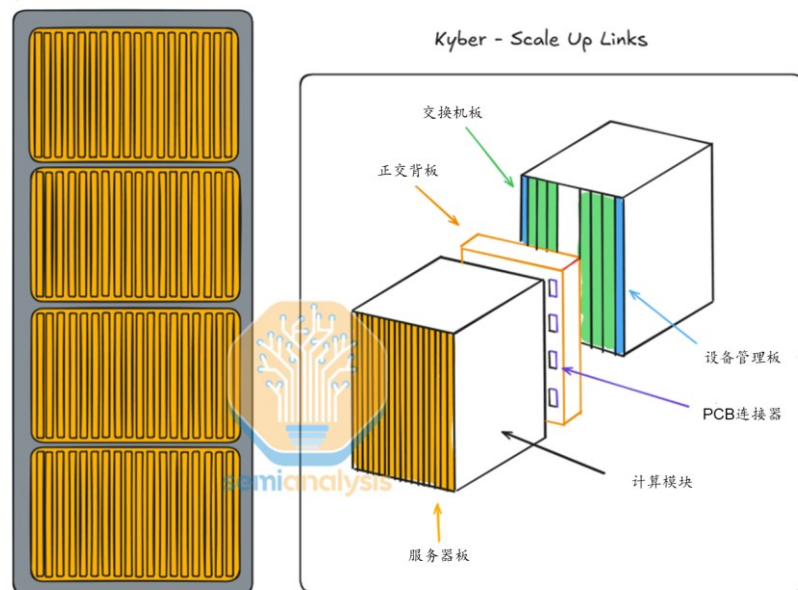 Kyber - Scale Up Links
交换机板
正交背板
设备管理板
PCB连接器
计算模块
semianalysis
服务器板